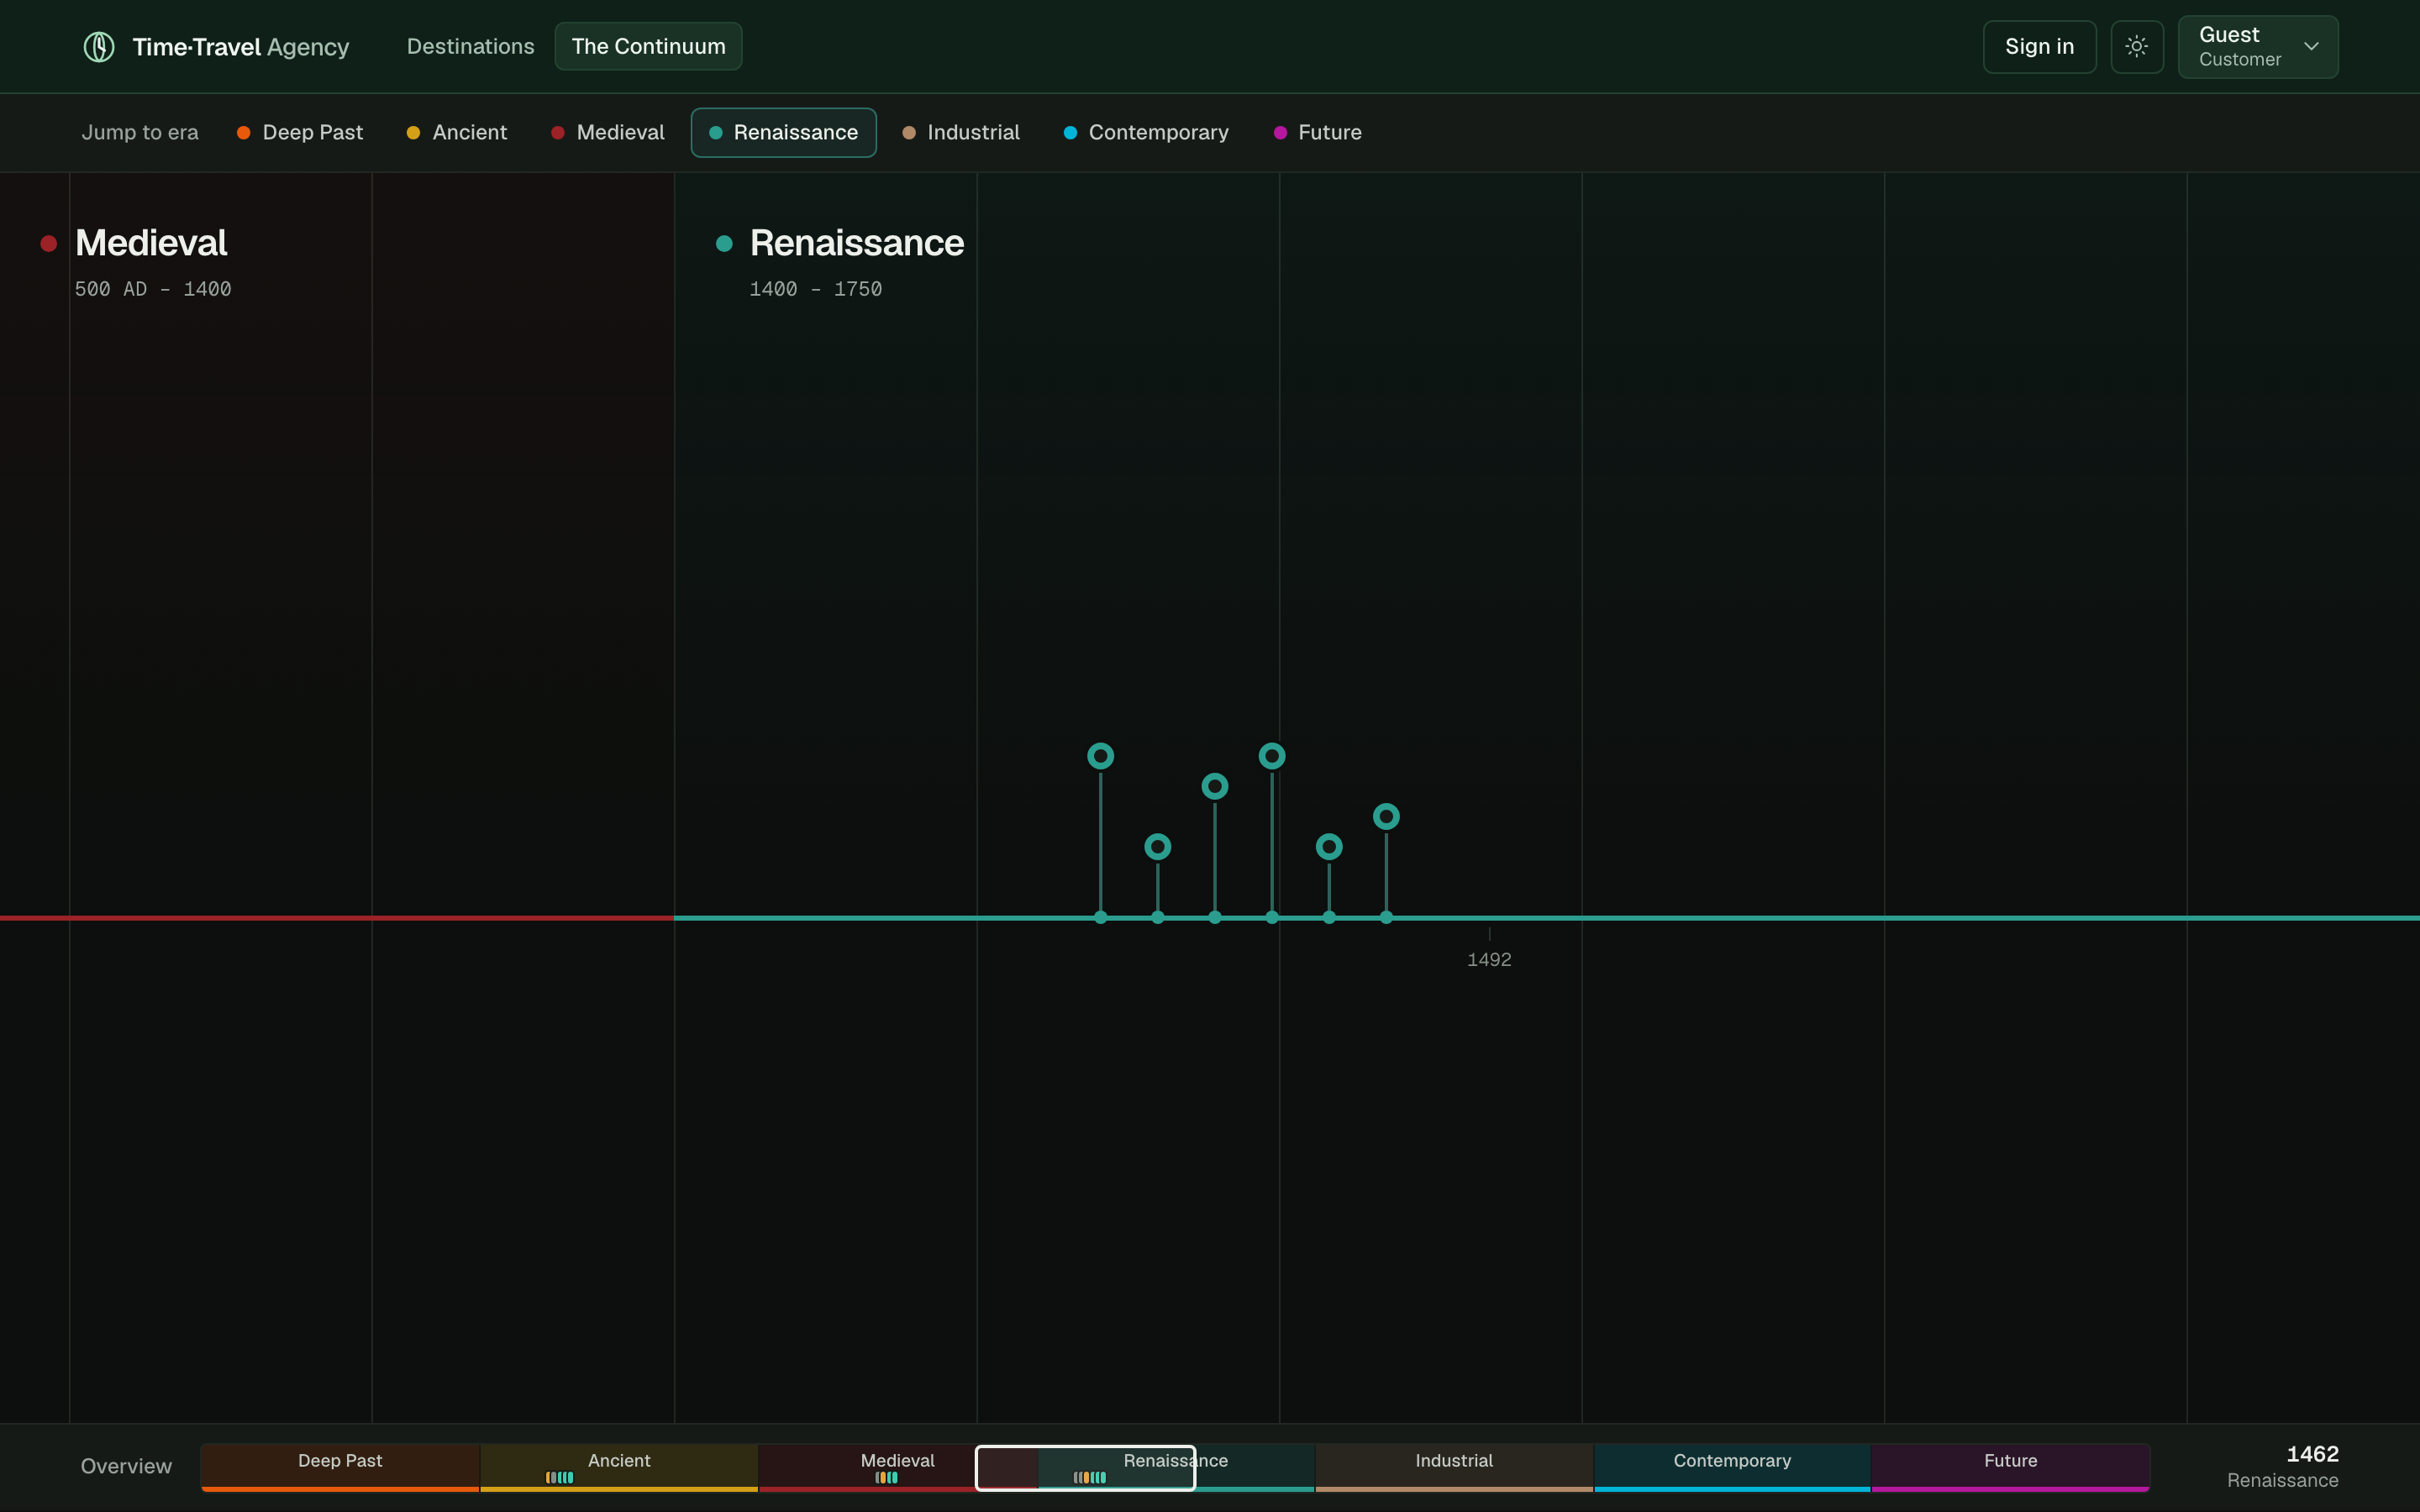 Time·Travel Agency
Destinations
The Continuum
Sign in
Guest
Customer
Jump to era
Deep Past
Ancient
Medieval
Renaissance
Industrial
Contemporary
Future
Medieval
500 AD – 1400
Renaissance
1400 – 1750
1492
Overview
Deep Past
Ancient
Medieval
Renaissance
Industrial
Contemporary
Future
1462
Renaissance